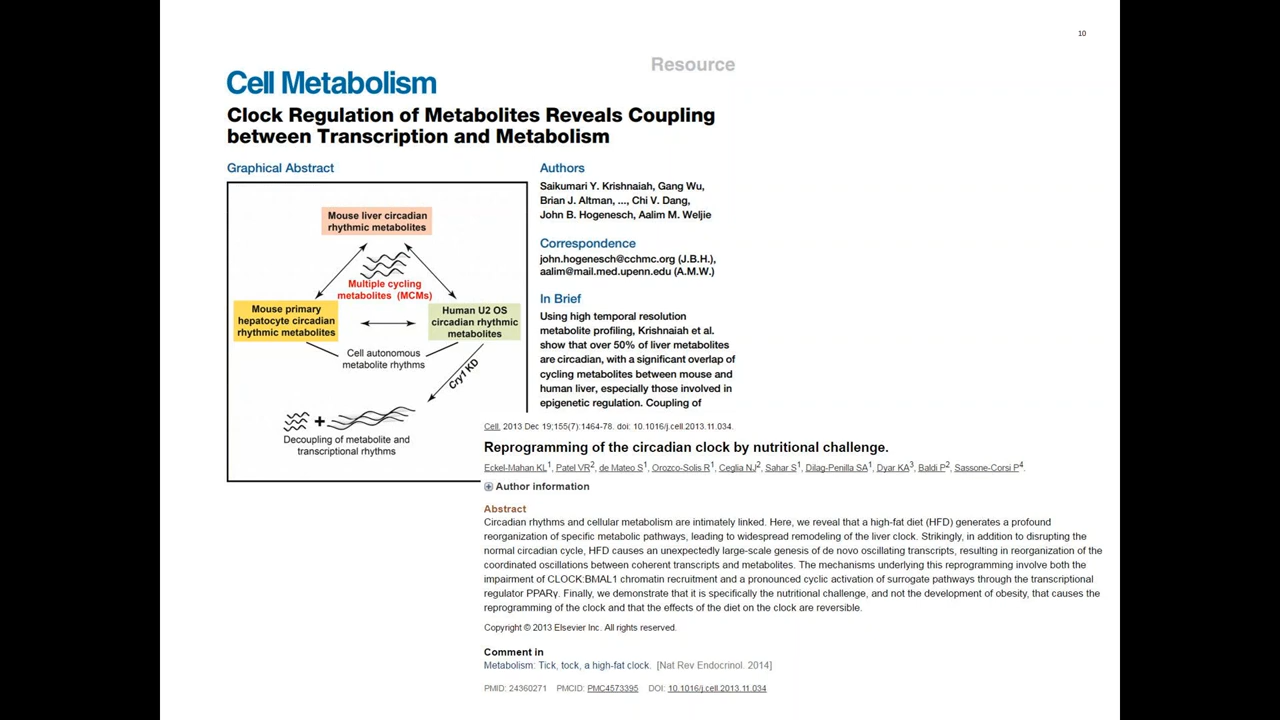 10
Resource
Cell Metabolism
Clock Regulation of Metabolites Reveals Coupling
between Transcription and Metabolism
Graphical Abstract
Mouse liver circadian
rhythmic metabolites
Multiple cycling
metabolites (MCMs)
Mouse primary
hepatocyte circadian
rhythmic metabolites
Human U2 OS
circadian rhythmic
metabolites
Cell autonomous
metabolite rhythms
Cry1 KD
+
Decoupling of metabolite and
transcriptional rhythms
Authors
Saikumari Y. Krishnaiah, Gang Wu,
Brian J. Altman, ..., Chi V. Dang,
John B. Hogenesch, Aalim M. Weljie
Correspondence
john.hogenesch@cchmc.org (J.B.H.),
aalim@mail.med.upenn.edu (A.M.W.)
In Brief
Using high temporal resolution
metabolite profiling, Krishnaiah et al.
show that over 50% of liver metabolites
are circadian, with a significant overlap of
cycling metabolites between mouse and
human liver, especially those involved in
epigenetic regulation. Coupling of
Cell. 2013 Dec 19;155(7):1464-78. doi: 10.1016/j.cell.2013.11.034.
Reprogramming of the circadian clock by nutritional challenge.
Eckel-Mahan KL1, Patel VR2, de Mateo S1, Orozco-Solis R1, Ceglia NJ2, Sahar S1, Dilag-Penilla SA1, Dyar KA3, Baldi P2, Sassone-Corsi P4.
Author information
Abstract
Circadian rhythms and cellular metabolism are intimately linked. Here, we reveal that a high-fat diet (HFD) generates a profound
reorganization of specific metabolic pathways, leading to widespread remodeling of the liver clock. Strikingly, in addition to disrupting the
normal circadian cycle, HFD causes an unexpectedly large-scale genesis of de novo oscillating transcripts, resulting in reorganization of the
coordinated oscillations between coherent transcripts and metabolites. The mechanisms underlying this reprogramming involve both the
impairment of CLOCK:BMAL1 chromatin recruitment and a pronounced cyclic activation of surrogate pathways through the transcriptional
regulator PPARγ. Finally, we demonstrate that it is specifically the nutritional challenge, and not the development of obesity, that causes the
reprogramming of the clock and that the effects of the diet on the clock are reversible.
Copyright © 2013 Elsevier Inc. All rights reserved.
Comment in
Metabolism: Tick, tock, a high-fat clock. [Nat Rev Endocrinol. 2014]
PMID: 24360271 PMCID: PMC4573395 DOI: 10.1016/j.cell.2013.11.034